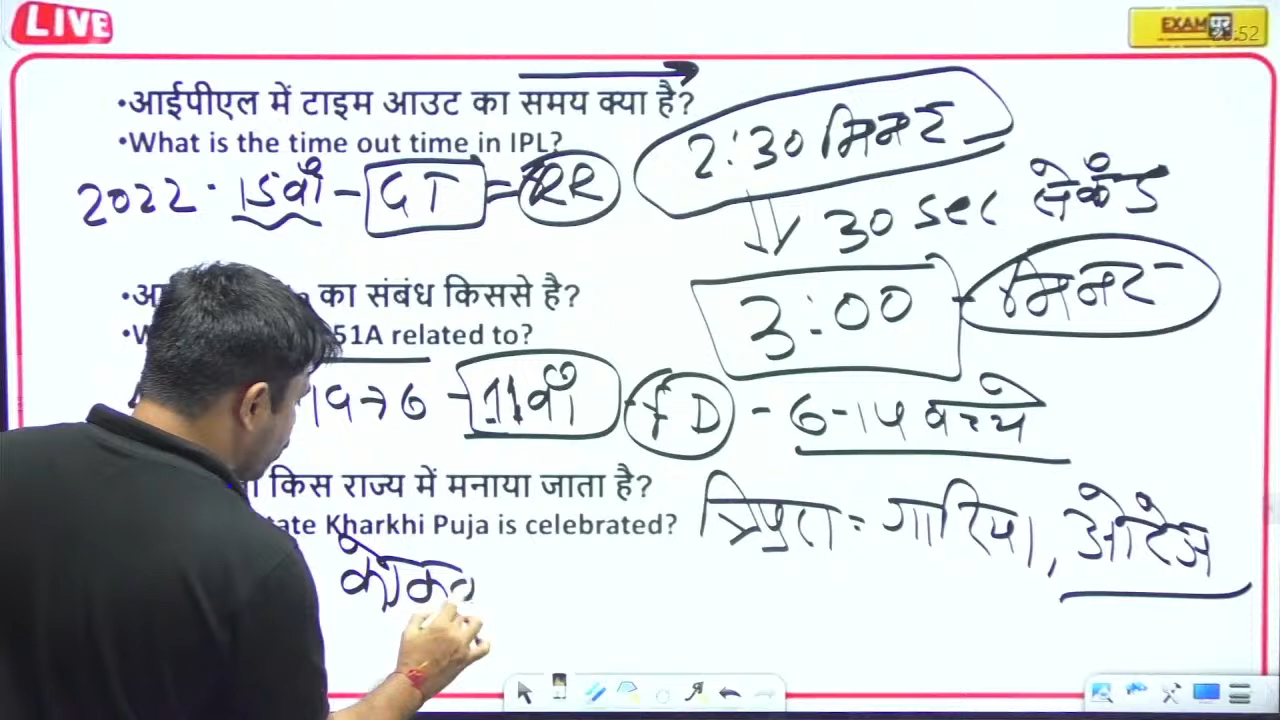 LIVE
EXAM पुर
:52
•आईपीएल में टाइम आउट का समय क्या है?
•What is the time out time in IPL?
2:30 मिनट
2022 - 15वाँ - GT = RR
30 sec सेकेंड
का संबंध किससे है?
3:00 - मिनट
51A related to?
6 - 11वाँ FD - 6-14 बच्चे
किस राज्य में मनाया जाता है?
tate Kharkhi Puja is celebrated?
त्रिपुरा = गारिया, ओरेंज